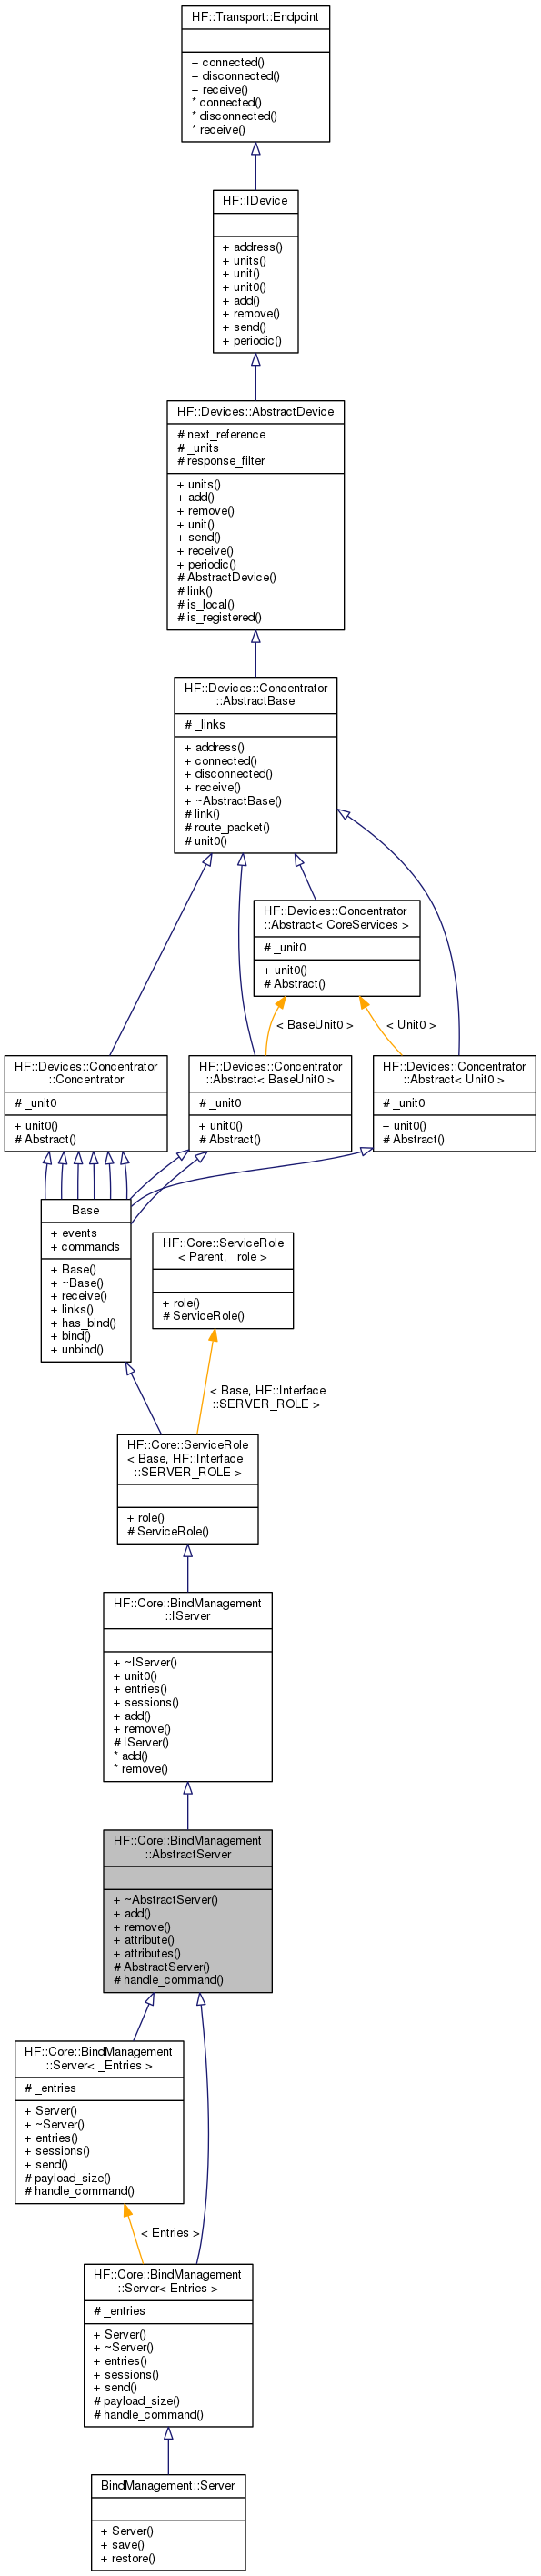 HF::Transport::Endpoint
+ connected()
+ disconnected()
+ receive()
* connected()
* disconnected()
* receive()
HF::IDevice
+ address()
+ units()
+ unit()
+ unit0()
+ add()
+ remove()
+ send()
+ periodic()
HF::Devices::AbstractDevice
# next_reference
# _units
# response_filter
+ units()
+ add()
+ remove()
+ unit()
+ send()
+ receive()
+ periodic()
# AbstractDevice()
# link()
# is_local()
# is_registered()
HF::Devices::Concentrator
::AbstractBase
# _links
+ address()
+ connected()
+ disconnected()
+ receive()
+ ~AbstractBase()
# link()
# route_packet()
# unit0()
HF::Devices::Concentrator
::Abstract< CoreServices >
# _unit0
+ unit0()
# Abstract()
< BaseUnit0 >
< Unit0 >
HF::Devices::Concentrator
::Concentrator
# _unit0
+ unit0()
# Abstract()
HF::Devices::Concentrator
::Abstract< BaseUnit0 >
# _unit0
+ unit0()
# Abstract()
HF::Devices::Concentrator
::Abstract< Unit0 >
# _unit0
+ unit0()
# Abstract()
Base
+ events
+ commands
+ Base()
+ ~Base()
+ receive()
+ links()
+ has_bind()
+ bind()
+ unbind()
HF::Core::ServiceRole
< Parent, _role >
+ role()
# ServiceRole()
< Base, HF::Interface
::SERVER_ROLE >
HF::Core::ServiceRole
< Base, HF::Interface
::SERVER_ROLE >
+ role()
# ServiceRole()
HF::Core::BindManagement
::IServer
+ ~IServer()
+ unit0()
+ entries()
+ sessions()
+ add()
+ remove()
# IServer()
* add()
* remove()
HF::Core::BindManagement
::AbstractServer
+ ~AbstractServer()
+ add()
+ remove()
+ attribute()
+ attributes()
# AbstractServer()
# handle_command()
HF::Core::BindManagement
::Server< _Entries >
# _entries
+ Server()
+ ~Server()
+ entries()
+ sessions()
+ send()
# payload_size()
# handle_command()
< Entries >
HF::Core::BindManagement
::Server< Entries >
# _entries
+ Server()
+ ~Server()
+ entries()
+ sessions()
+ send()
# payload_size()
# handle_command()
BindManagement::Server
+ Server()
+ save()
+ restore()